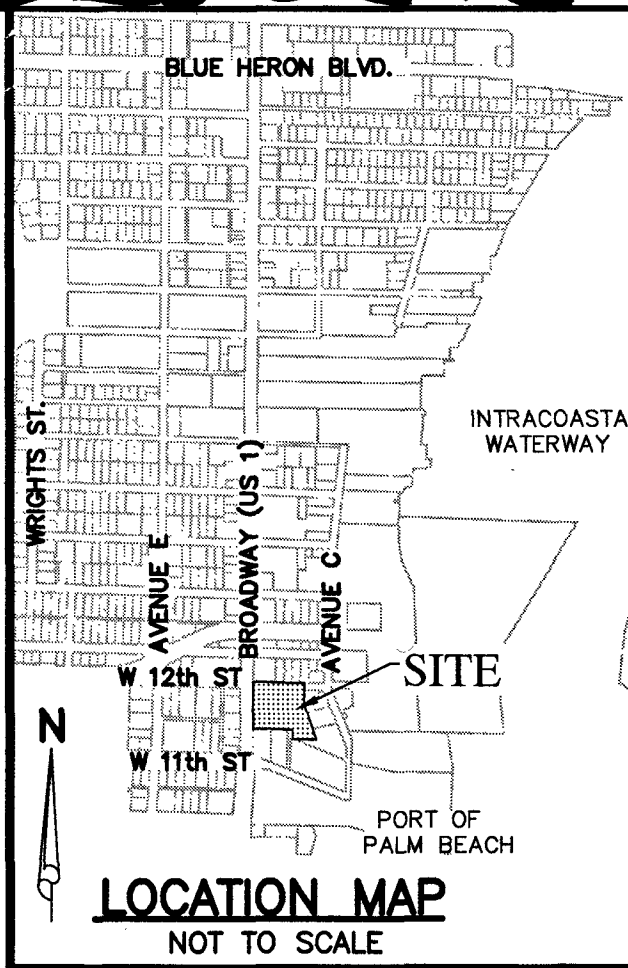 BLUE HERON BLVD.
INTRACOASTA
WATERWAY
WRIGHTS ST.
AVENUE E
BROADWAY (US 1)
AVENUE C
W 12th ST
SITE
N
W 11th ST
PORT OF
PALM BEACH
LOCATION MAP
NOT TO SCALE